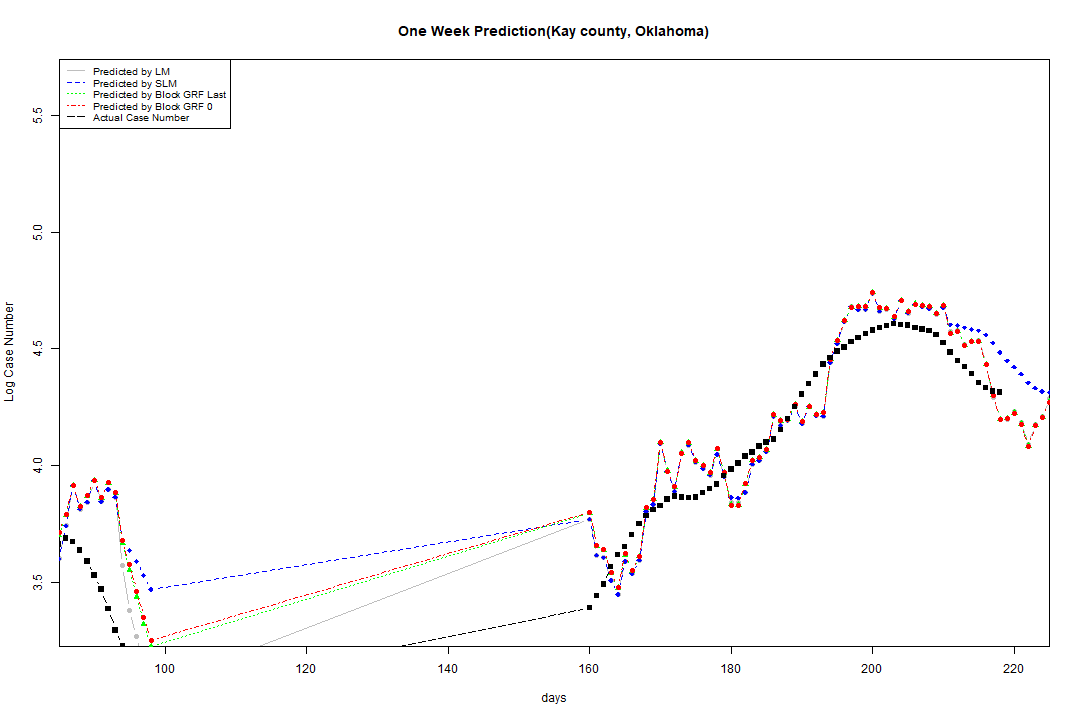 One Week Prediction(Kay county, Oklahoma)
Predicted by LM
Predicted by SLM
Predicted by Block GRF Last
Predicted by Block GRF 0
Actual Case Number
5.5
5.0
4.5
4.0
3.5
Log Case Number
100 120 140 160 180 200 220
days